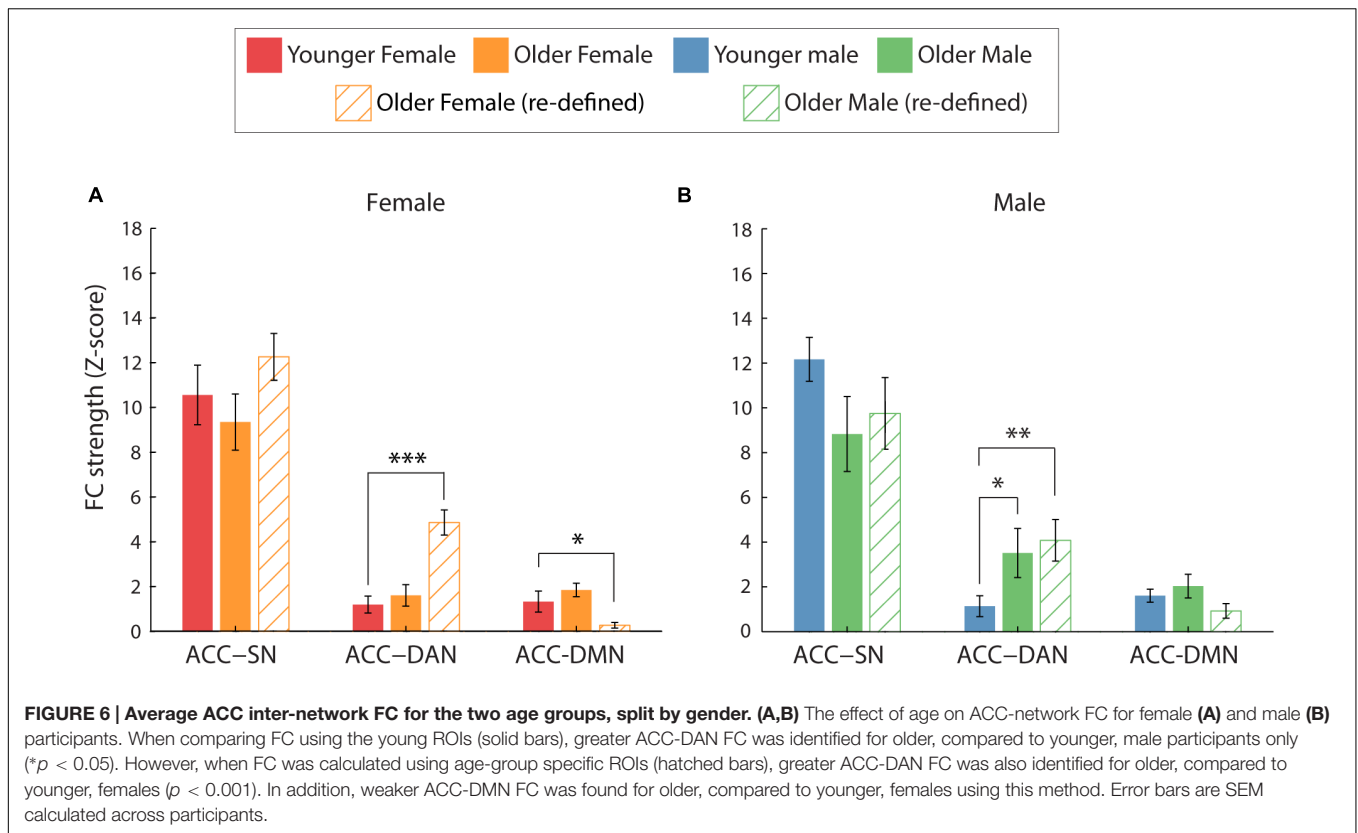 Younger Female Older Female Younger male Older Male
Older Female (re-defined) Older Male (re-defined)
A
Female
FC strength (Z-score)
18
16
14
12
10
8
6
4
2
0
***
*
ACC–SN ACC–DAN ACC-DMN
B
Male
18
16
14
12
10
8
6
4
2
0
**
*
ACC–SN ACC–DAN ACC-DMN
FIGURE 6 | Average ACC inter-network FC for the two age groups, split by gender. (A,B) The effect of age on ACC-network FC for female (A) and male (B)
participants. When comparing FC using the young ROIs (solid bars), greater ACC-DAN FC was identified for older, compared to younger, male participants only
(*p < 0.05). However, when FC was calculated using age-group specific ROIs (hatched bars), greater ACC-DAN FC was also identified for older, compared to
younger, females (p < 0.001). In addition, weaker ACC-DMN FC was found for older, compared to younger, females using this method. Error bars are SEM
calculated across participants.